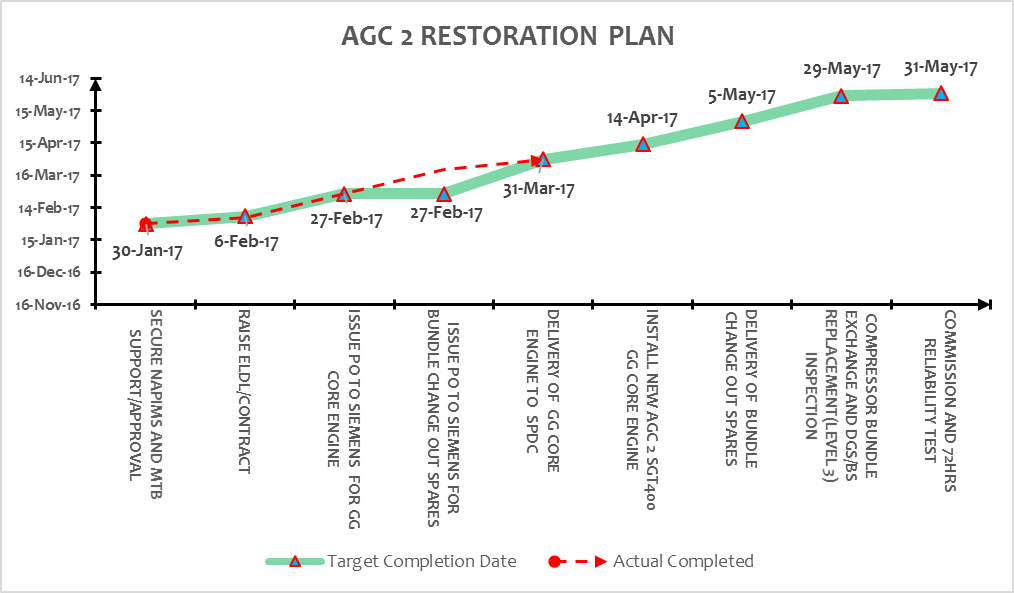 AGC 2 RESTORATION PLAN
14-Jun-17
15-May-17
15-Apr-17
16-Mar-17
14-Feb-17
15-Jan-17
16-Dec-16
16-Nov-16
30-Jan-17
6-Feb-17
27-Feb-17
27-Feb-17
31-Mar-17
14-Apr-17
5-May-17
29-May-17
31-May-17
SECURE NAPIMS AND MTB
SUPPORT/APPROVAL
RAISE ELDL/CONTRACT
ISSUE PO TO SIEMENS FOR GG
CORE ENGINE
ISSUE PO TO SIEMENS FOR
BUNDLE CHANGE OUT SPARES
DELIVERY OF GG CORE
ENGINE TO SPDC
INSTALL NEW AGC 2 SGT400
GG CORE ENGINE
DELIVERY OF BUNDLE
CHANGE OUT SPARES
COMPRESSOR BUNDLE
EXCHANGE AND DGS/BS
REPLACEMENT(LEVEL 3)
INSPECTION
COMMISSION AND 72HRS
RELIABILITY TEST
Target Completion Date
Actual Completed